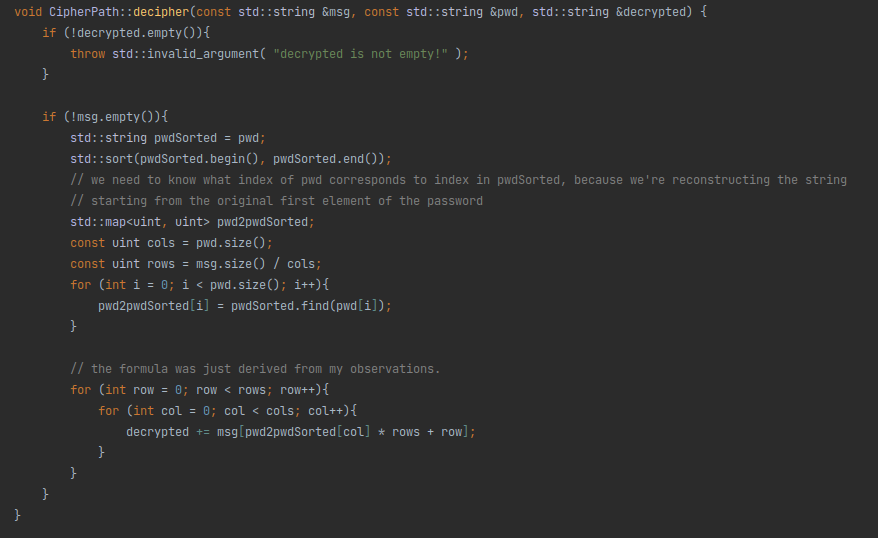 void CipherPath::decipher(const std::string &msg, const std::string &pwd, std::string &decrypted) {
    if (!decrypted.empty()){
        throw std::invalid_argument( "decrypted is not empty!" );
    }

    if (!msg.empty()){
        std::string pwdSorted = pwd;
        std::sort(pwdSorted.begin(), pwdSorted.end());
        // we need to know what index of pwd corresponds to index in pwdSorted, because we're reconstructing the string
        // starting from the original first element of the password
        std::map<uint, uint> pwd2pwdSorted;
        const uint cols = pwd.size();
        const uint rows = msg.size() / cols;
        for (int i = 0; i < pwd.size(); i++){
            pwd2pwdSorted[i] = pwdSorted.find(pwd[i]);
        }

        // the formula was just derived from my observations.
        for (int row = 0; row < rows; row++){
            for (int col = 0; col < cols; col++){
                decrypted += msg[pwd2pwdSorted[col] * rows + row];
            }
        }
    }
}